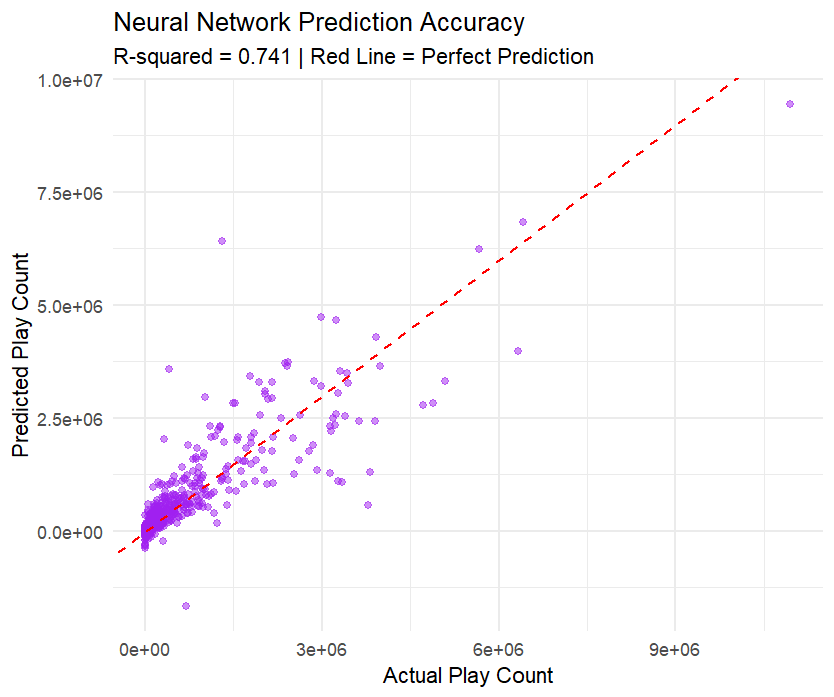 Neural Network Prediction Accuracy
R-squared = 0.741 | Red Line = Perfect Prediction
1.0e+07
7.5e+06
5.0e+06
2.5e+06
0.0e+00
Predicted Play Count
0e+00 3e+06 6e+06 9e+06
Actual Play Count